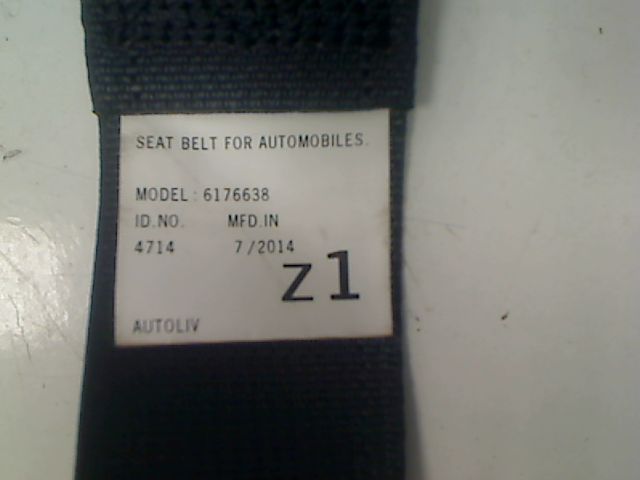 SEAT BELT FOR AUTOMOBILES.
MODEL : 6176638
ID.NO. MFD.IN
4714 7/2014
Z1
AUTOLIV